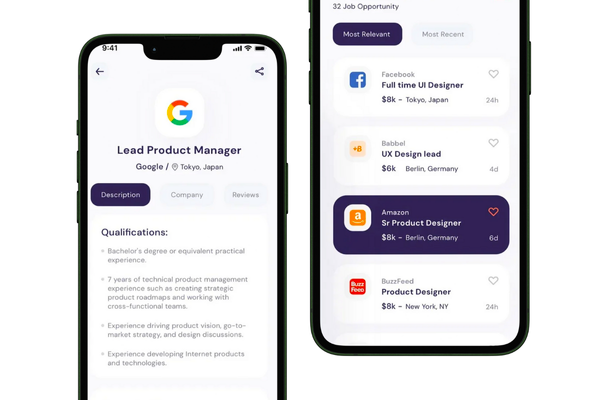 9:41
Lead Product Manager
Google / Tokyo, Japan
Description
Company
Reviews
Qualifications:
Bachelor's degree or equivalent practical
experience.
7 years of technical product management
experience such as creating strategic
product roadmaps and working with
cross-functional teams.
Experience driving product vision, go-to-
market strategy, and design discussions.
Experience developing Internet products
and technologies.
32 Job Opportunity
Most Relevant
Most Recent
Facebook
Full time UI Designer
$8k - Tokyo, Japan
24h
+B
Babbel
UX Design lead
$6k Berlin, Germany
4d
Amazon
Sr Product Designer
$8k - Berlin, Germany
6d
Buzz
Feed
BuzzFeed
Product Designer
$8k - New York, NY
24h